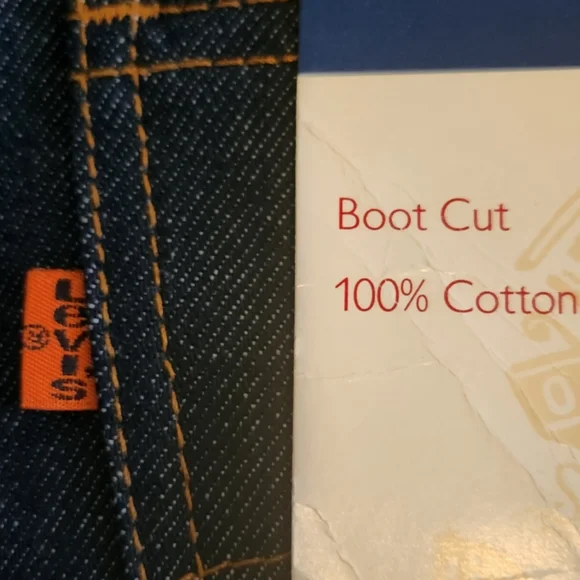 LEVI'S
®
Boot Cut
100% Cotton